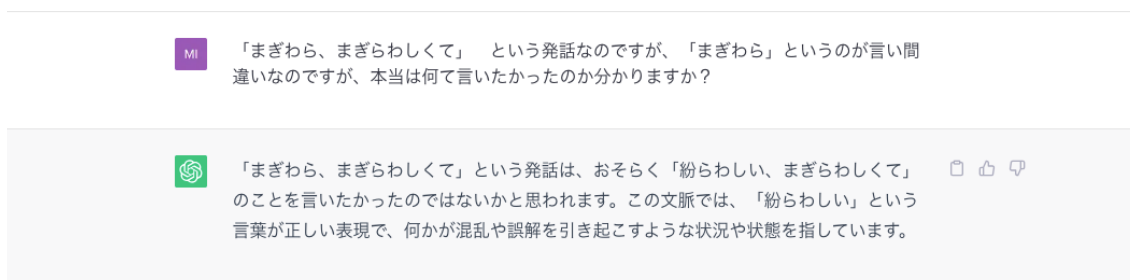 MI
「まぎわら、まぎらわしくて」　という発話なのですが、「まぎわら」というのが言い間
違いなのですが、本当は何て言いたかったのか分かりますか？
「まぎわら、まぎらわしくて」という発話は、おそらく「紛らわしい、まぎらわしくて」
のことを言いたかったのではないかと思われます。この文脈では、「紛らわしい」という
言葉が正しい表現で、何かが混乱や誤解を引き起こすような状況や状態を指しています。